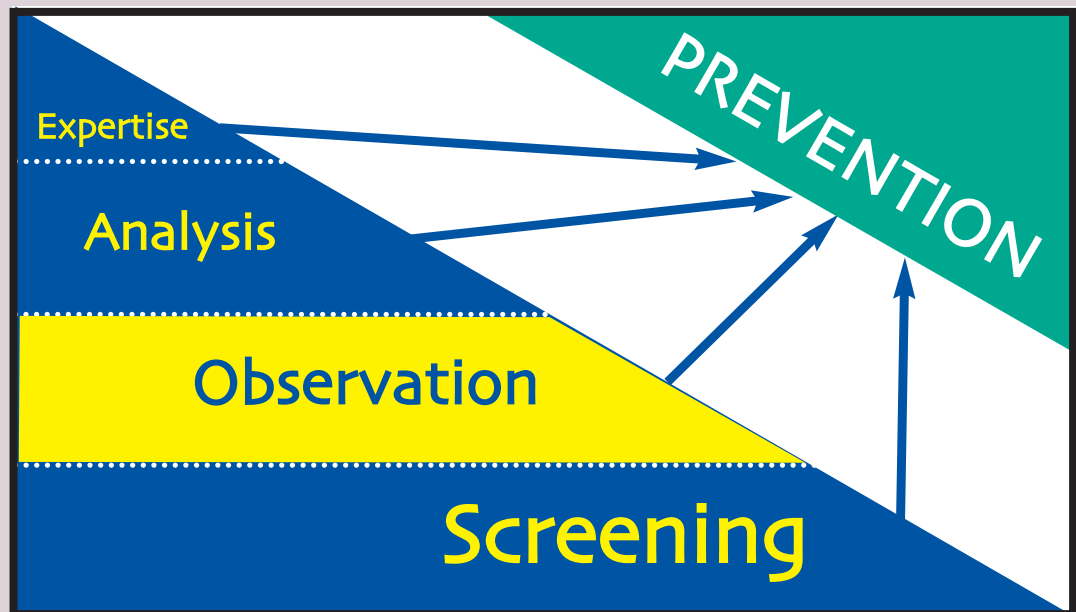 PREVENTION
Expertise
Analysis
Observation
Screening